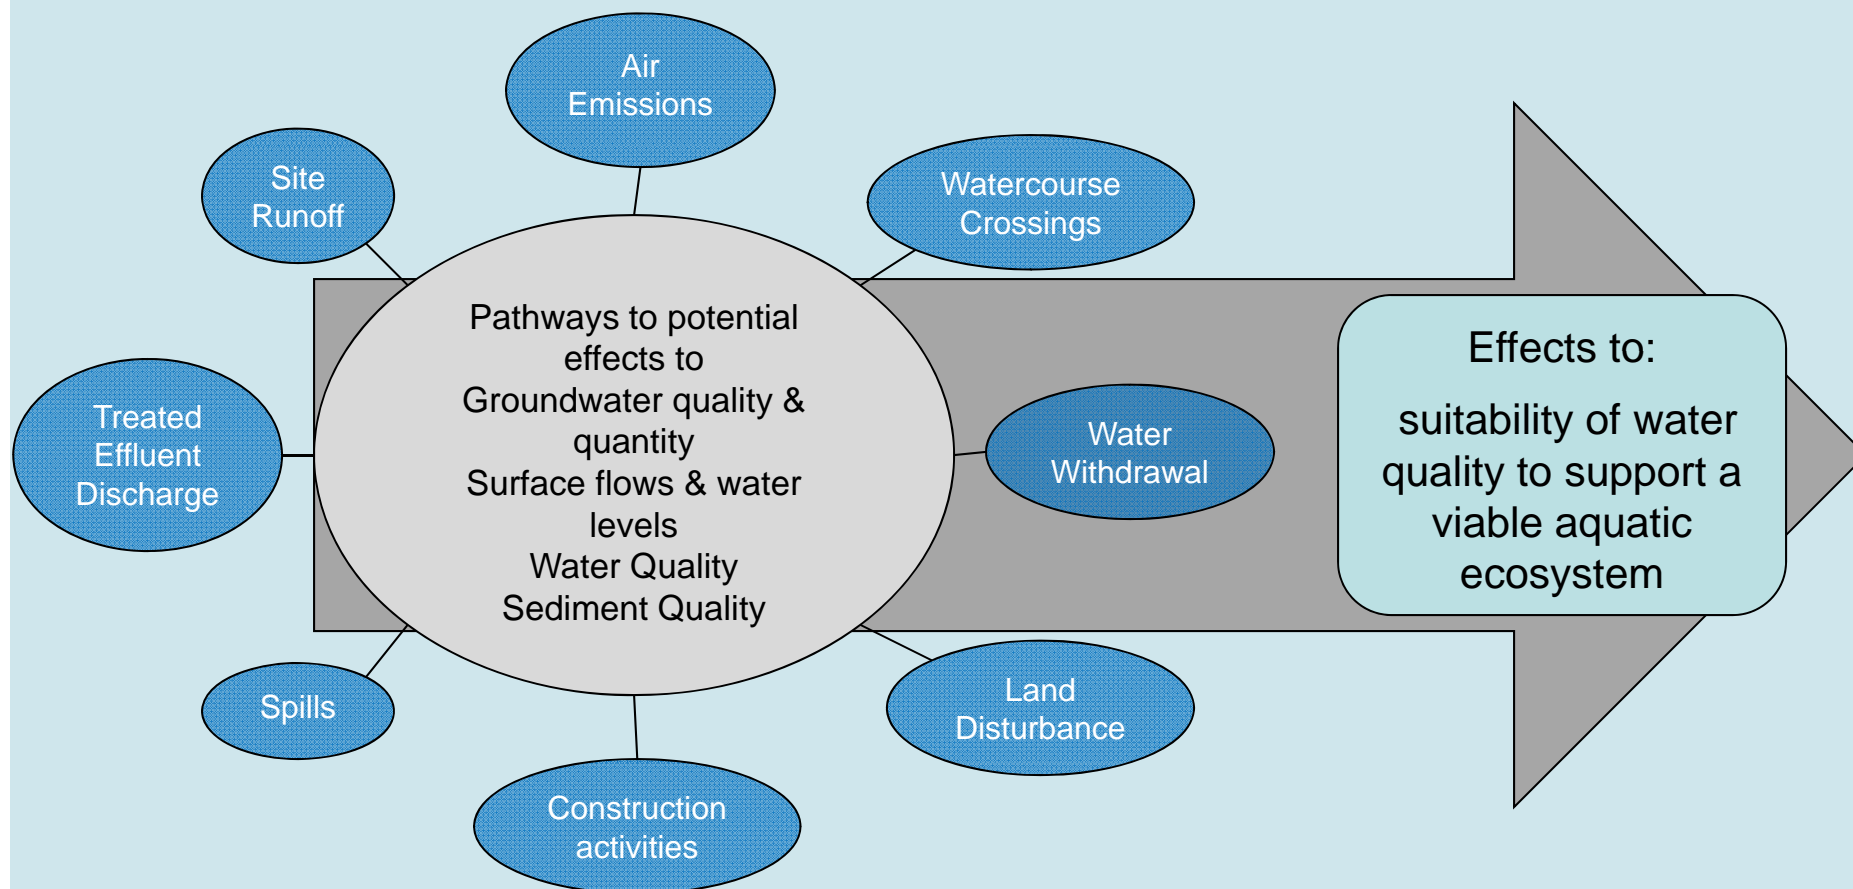 Air
Emissions
Site
Runoff
Watercourse
Crossings
Pathways to potential
effects to
Groundwater quality &
quantity
Surface flows & water
levels
Water Quality
Sediment Quality
Treated
Effluent
Discharge
Water
Withdrawal
Effects to:
suitability of water
quality to support a
viable aquatic
ecosystem
Spills
Land
Disturbance
Construction
activities